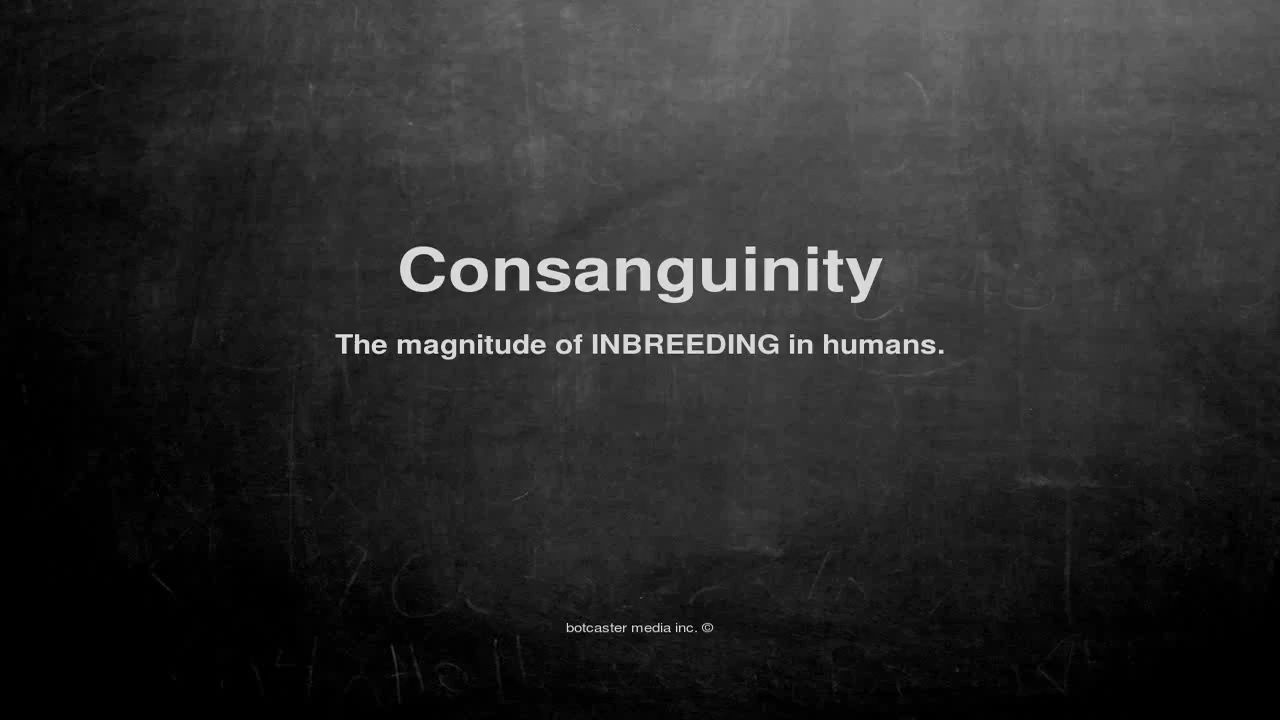 Consanguinity
The magnitude of INBREEDING in humans.
botcaster media inc. ©